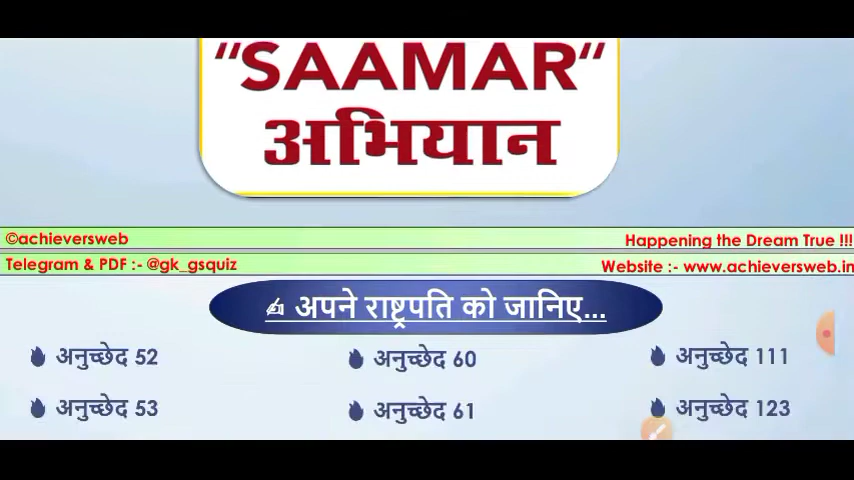 “SAAMAR“
अभियान
©achieversweb
Happening the Dream True !!!
Telegram & PDF :- @gk_gsquiz
Website :- www.achieversweb.in
✍ अपने राष्ट्रपति को जानिए...
अनुच्छेद 52
अनुच्छेद 60
अनुच्छेद 111
अनुच्छेद 53
अनुच्छेद 61
अनुच्छेद 123